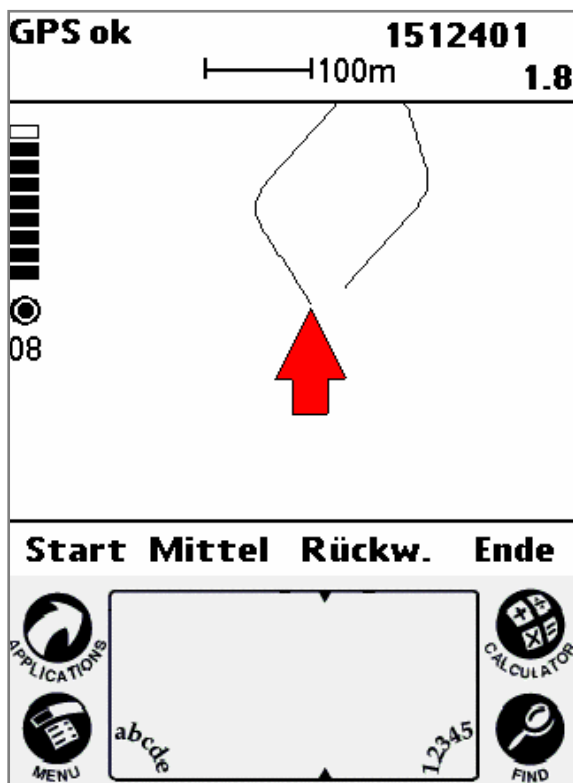 GPS ok 1512401
100m 1.8
08
Start Mittel Rückw. Ende
APPLICATIONS CALCULATOR
abcde 12345
MENU FIND